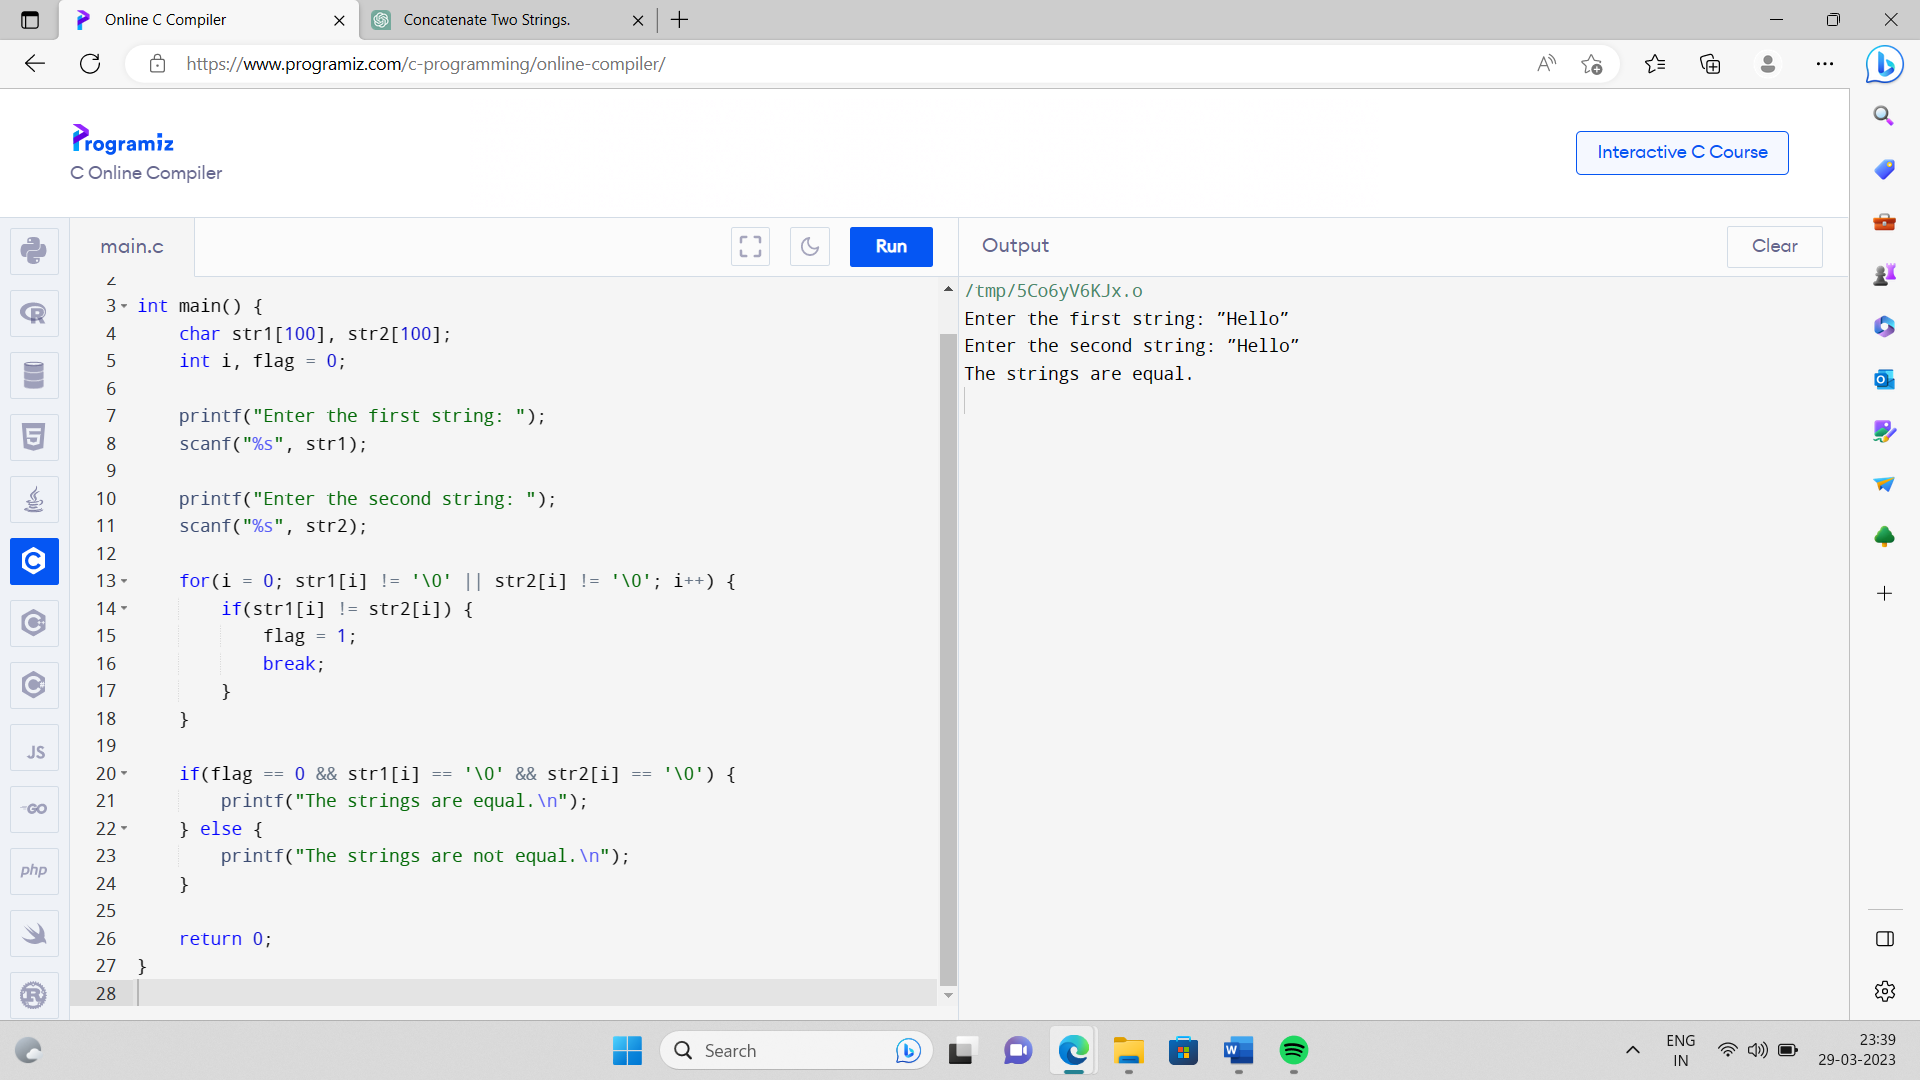 Online C Compiler
Concatenate Two Strings.
https://www.programiz.com/c-programming/online-compiler/
Programiz
C Online Compiler
Interactive C Course
main.c
Run
Output
Clear
2
3 int main() {
4     char str1[100], str2[100];
5     int i, flag = 0;
6
7     printf("Enter the first string: ");
8     scanf("%s", str1);
9
10     printf("Enter the second string: ");
11     scanf("%s", str2);
12
13     for(i = 0; str1[i] != '\0' || str2[i] != '\0'; i++) {
14         if(str1[i] != str2[i]) {
15             flag = 1;
16             break;
17         }
18     }
19
20     if(flag == 0 && str1[i] == '\0' && str2[i] == '\0') {
21         printf("The strings are equal.\n");
22     } else {
23         printf("The strings are not equal.\n");
24     }
25
26     return 0;
27 }
28
/tmp/5Co6yV6KJx.o
Enter the first string: ”Hello”
Enter the second string: ”Hello”
The strings are equal.
JS
GO
php
Search
ENG
IN
23:39
29-03-2023